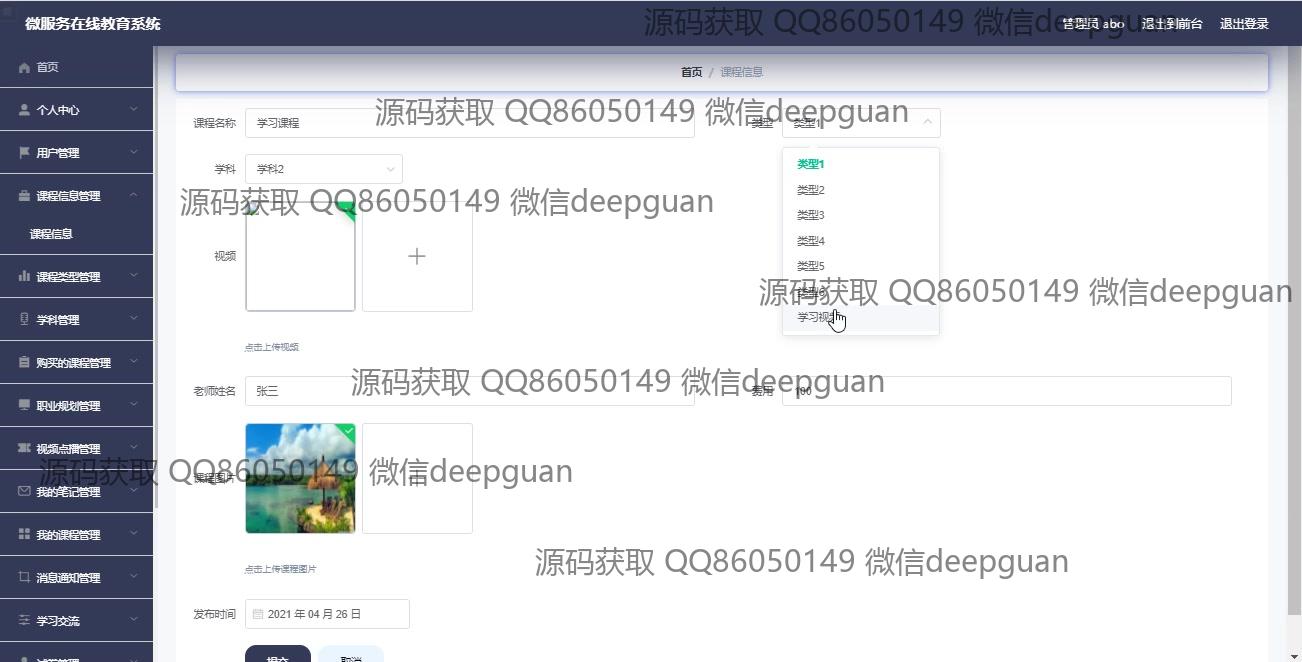 微服务在线教育系统
源码获取 QQ86050149 微信deepguan
管理员 abo 退出到前台 退出登录
首页
个人中心
用户管理
课程信息管理
课程信息
课程类型管理
学科管理
购买的课程管理
职业规划管理
视频点播管理
我的笔记管理
我的课程管理
消息通知管理
学习交流
首页 / 课程信息
源码获取 QQ86050149 微信deepguan
课程名称 学习课程
类型 类型1
学科 学科2
源码获取 QQ86050149 微信deepguan
类型1
类型2
类型3
类型4
类型5
类型6
学习视频
源码获取 QQ86050149 微信deepguan
视频
点击上传视频
源码获取 QQ86050149 微信deepguan
老师姓名 张三
费用 100
源码获取 QQ86050149 微信deepguan
课程图片
点击上传课程图片
源码获取 QQ86050149 微信deepguan
发布时间 2021 年 04 月 26 日
提交 取消